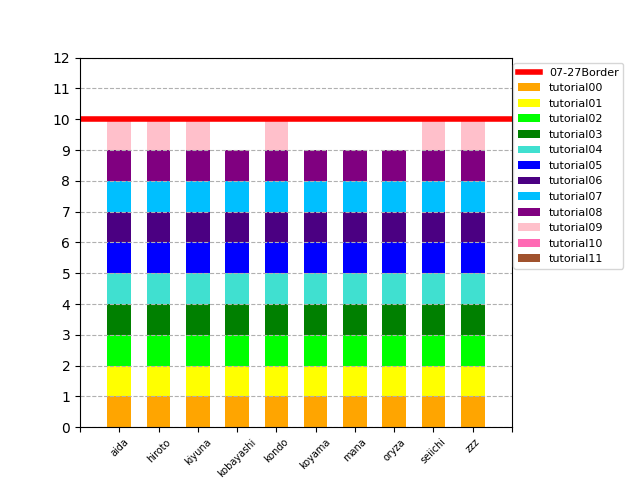 12
11
10
9
8
7
6
5
4
3
2
1
0
aida
hiroto
kiyuna
kobayashi
kondo
koyama
mana
oryza
seiichi
zzz
07-27Border
tutorial00
tutorial01
tutorial02
tutorial03
tutorial04
tutorial05
tutorial06
tutorial07
tutorial08
tutorial09
tutorial10
tutorial11